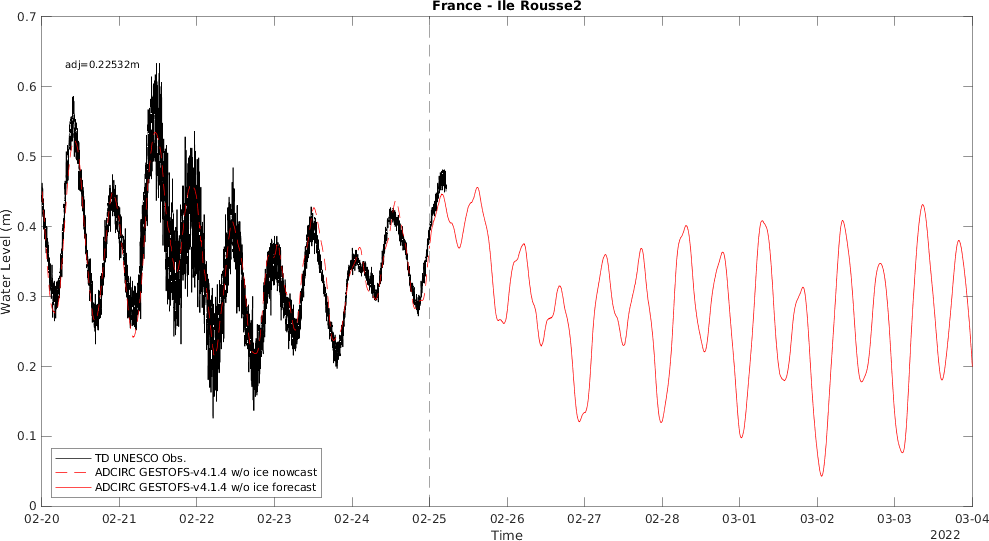 France - Ile Rousse2
0.7
0.6
0.5
0.4
0.3
0.2
0.1
0
Water Level (m)
adj=0.22532m
TD UNESCO Obs.
ADCIRC GESTOFS-v4.1.4 w/o ice nowcast
ADCIRC GESTOFS-v4.1.4 w/o ice forecast
02-20 02-21 02-22 02-23 02-24 02-25 02-26 02-27 02-28 03-01 03-02 03-03 03-04
Time
2022